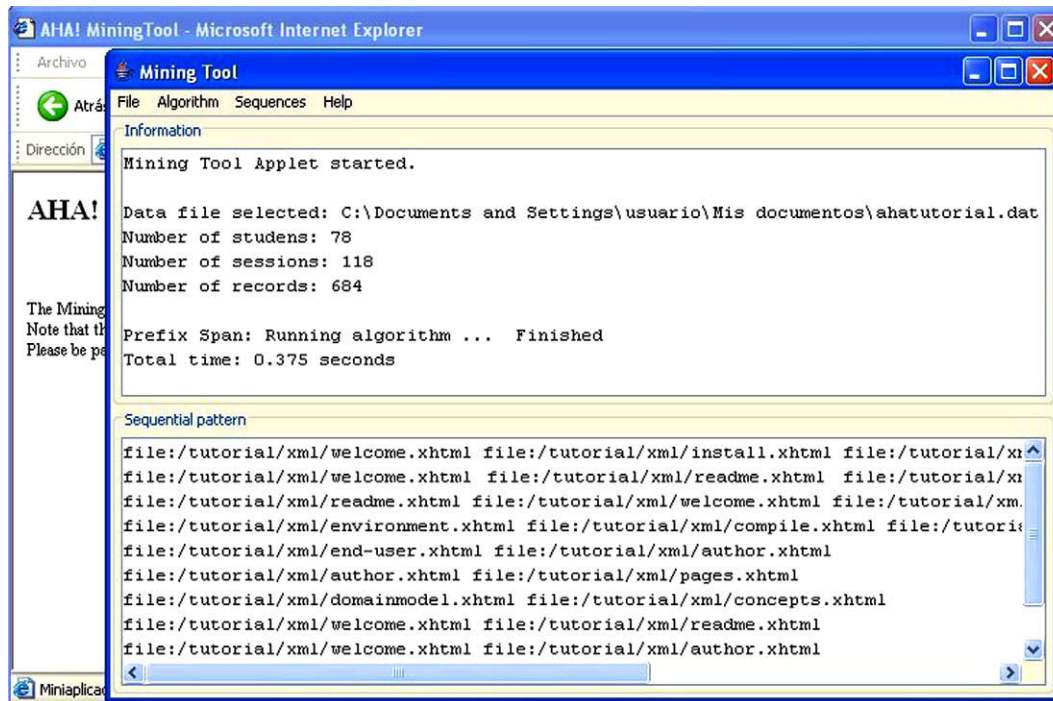 AHA! MiningTool - Microsoft Internet Explorer
Archivo
Atrás
Dirección
AHA!
The Mining
Note that th
Please be pa
Miniaplicac
Mining Tool
File Algorithm Sequences Help
Information
Mining Tool Applet started.
Data file selected: C:\Documents and Settings\usuario\Mis documentos\ahatutorial.dat
Number of studens: 78
Number of sessions: 118
Number of records: 684
Prefix Span: Running algorithm ... Finished
Total time: 0.375 seconds
Sequential pattern
file:/tutorial/xml/welcome.xhtml file:/tutorial/xml/install.xhtml file:/tutorial/x
file:/tutorial/xml/welcome.xhtml file:/tutorial/xml/readme.xhtml file:/tutorial/x
file:/tutorial/xml/readme.xhtml file:/tutorial/xml/welcome.xhtml file:/tutorial/xm
file:/tutorial/xml/environment.xhtml file:/tutorial/xml/compile.xhtml file:/tutoria
file:/tutorial/xml/end-user.xhtml file:/tutorial/xml/author.xhtml
file:/tutorial/xml/author.xhtml file:/tutorial/xml/pages.xhtml
file:/tutorial/xml/domainmodel.xhtml file:/tutorial/xml/concepts.xhtml
file:/tutorial/xml/welcome.xhtml file:/tutorial/xml/readme.xhtml
file:/tutorial/xml/welcome.xhtml file:/tutorial/xml/author.xhtml